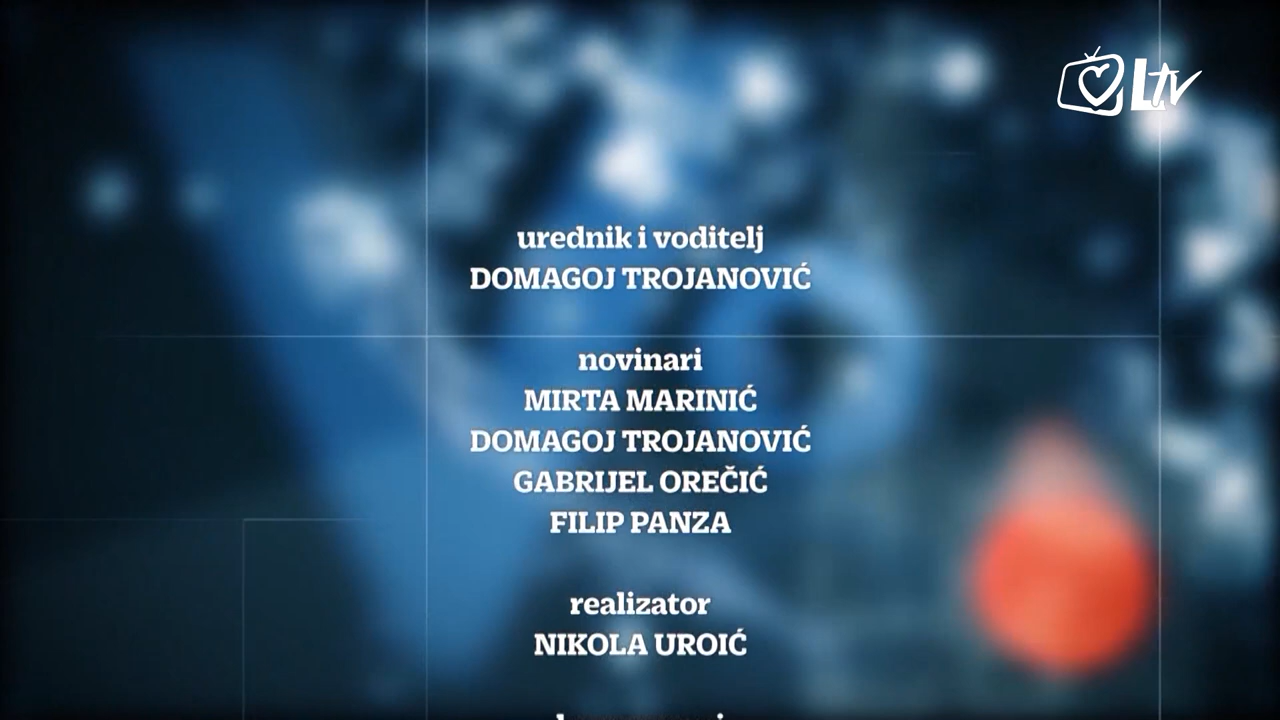 Ltv
urednik i voditelj
DOMAGOJ TROJANOVIĆ
novinari
MIRTA MARINIĆ
DOMAGOJ TROJANOVIĆ
GABRIJEL OREČIĆ
FILIP PANZA
realizator
NIKOLA UROIĆ